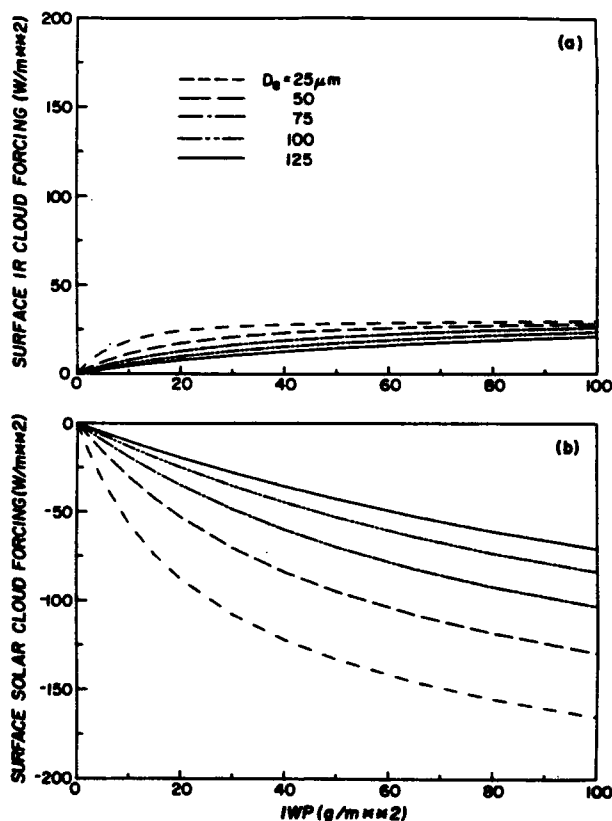 200
150
100
50
0
SURFACE IR CLOUD FORCING (W/m**2)
(a)
De = 25 μm
50
75
100
125
0 20 40 60 80 100
-0
-50
-100
-150
-200
SURFACE SOLAR CLOUD FORCING(W/m**2)
(b)
0 20 40 60 80 100
IWP (g/m**2)